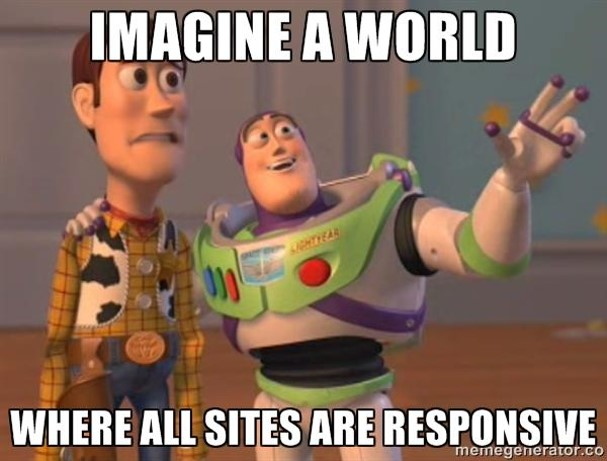 IMAGINE A WORLD
LIGHTYEAR
WHERE ALL SITES ARE RESPONSIVE
memegenerator.co